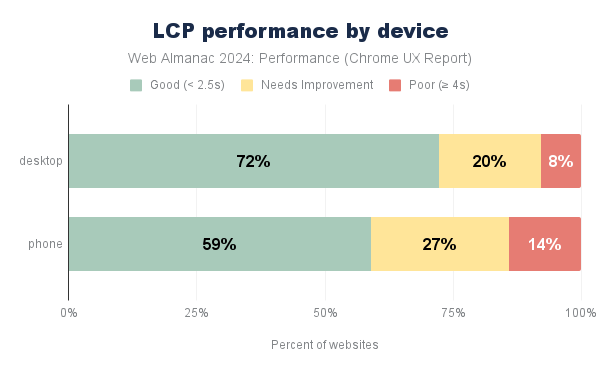 LCP performance by device
Web Almanac 2024: Performance (Chrome UX Report)
Good (< 2.5s) Needs Improvement Poor (≥ 4s)
desktop 72% 20% 8%
phone 59% 27% 14%
0% 25% 50% 75% 100%
Percent of websites